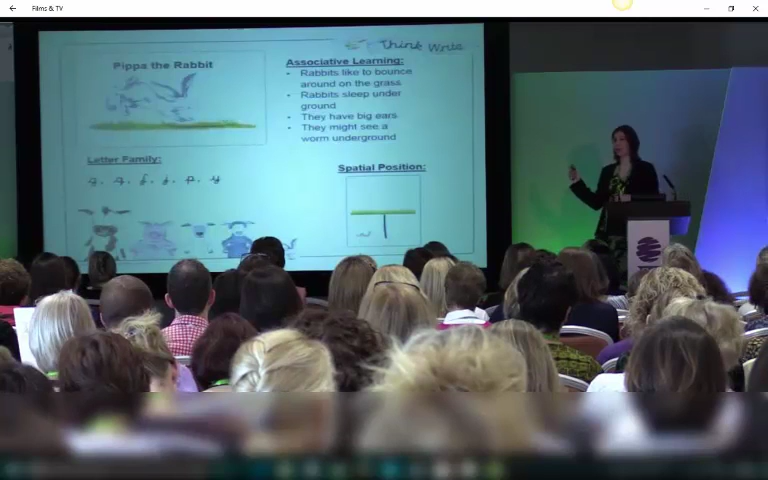 Films & TV
Think Write
Pippa the Rabbit
Associative Learning:
• Rabbits like to bounce
around on the grass
• Rabbits sleep under
ground
• They have big ears
• They might see a
worm underground
Letter Family:
g, q, f, j, p, y
Spatial Position: